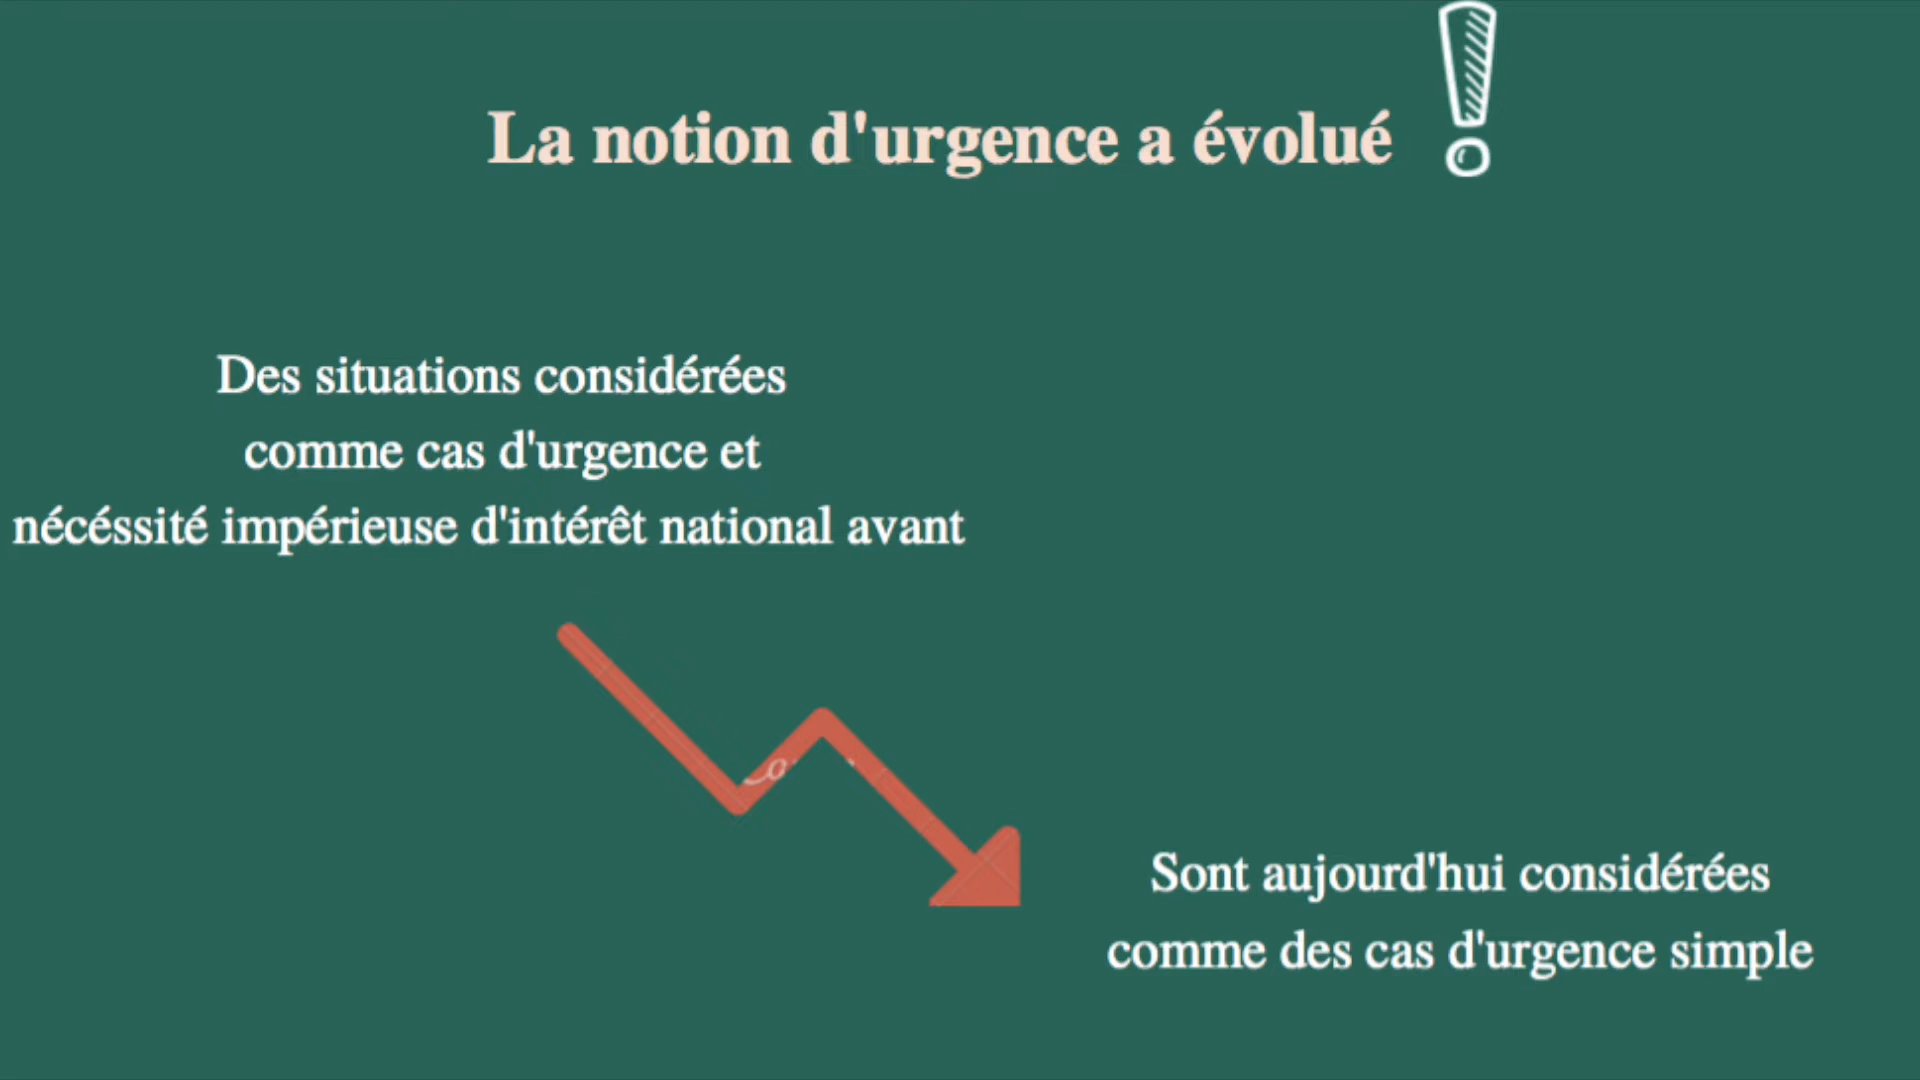 La notion d'urgence a évolué
Des situations considérées
comme cas d'urgence et
nécéssité impérieuse d'intérêt national avant
Sont aujourd'hui considérées
comme des cas d'urgence simple